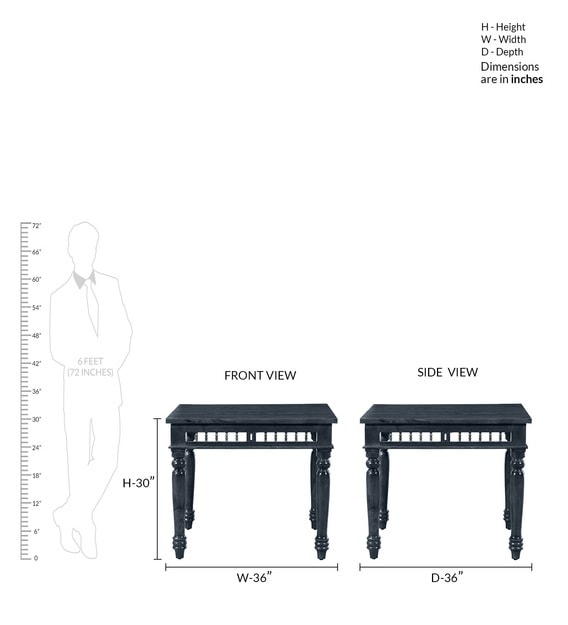 H - Height
W - Width
D - Depth
Dimensions
are in inches
72"
66"
60"
54"
48"
42"
36"
30"
24"
18"
12"
6"
0
6 FEET
(72 INCHES)
FRONT VIEW
SIDE VIEW
H-30”
W-36”
D-36”